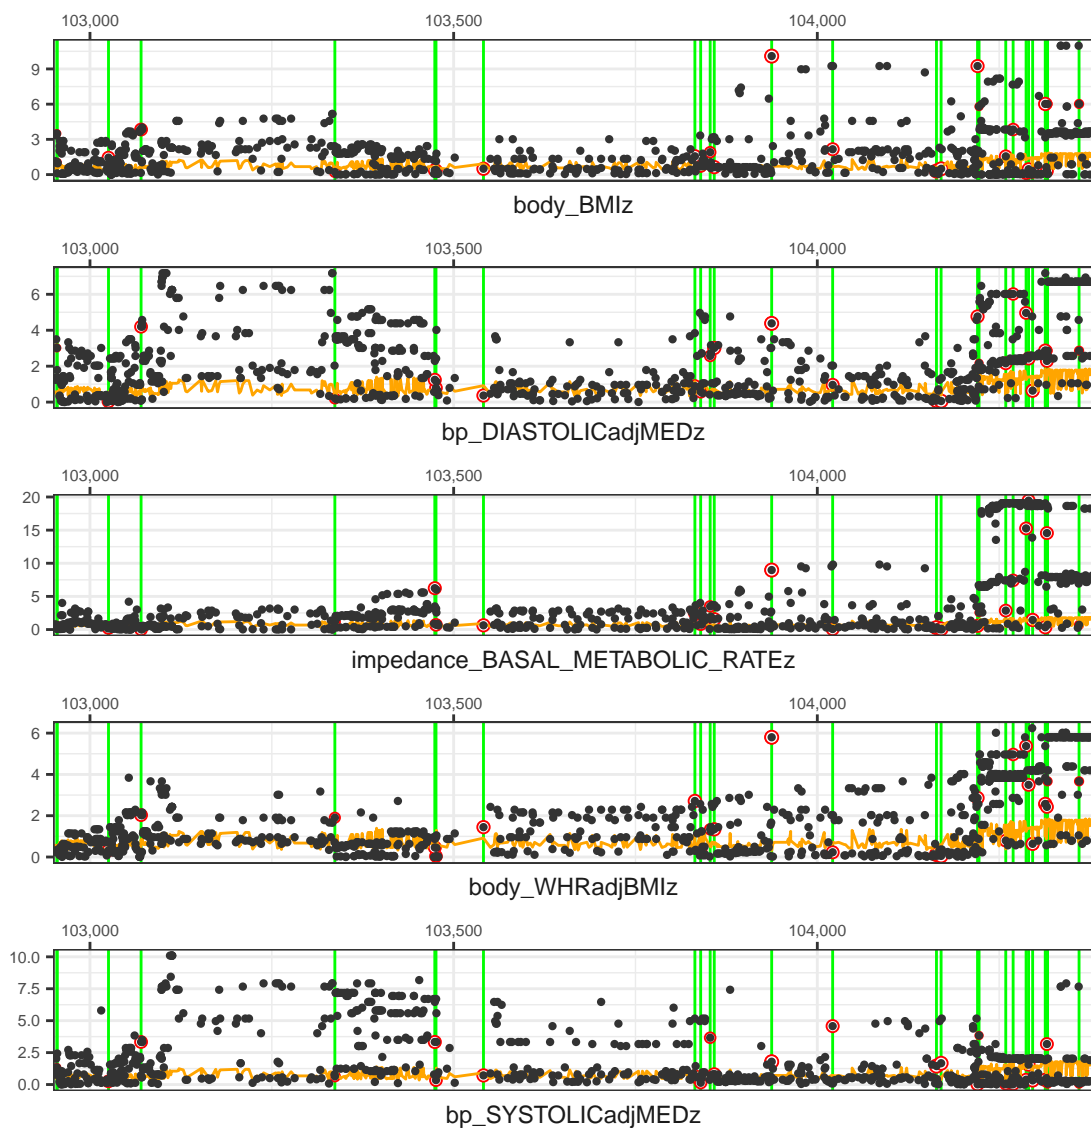 103,000 103,500 104,000
9
6
3
0
body_BMIz
103,000 103,500 104,000
6
4
2
0
bp_DIASTOLICadjMEDz
103,000 103,500 104,000
20
15
10
5
0
impedance_BASAL_METABOLIC_RATEz
103,000 103,500 104,000
6
4
2
0
body_WHRadjBMIz
103,000 103,500 104,000
10.0
7.5
5.0
2.5
0.0
bp_SYSTOLICadjMEDz